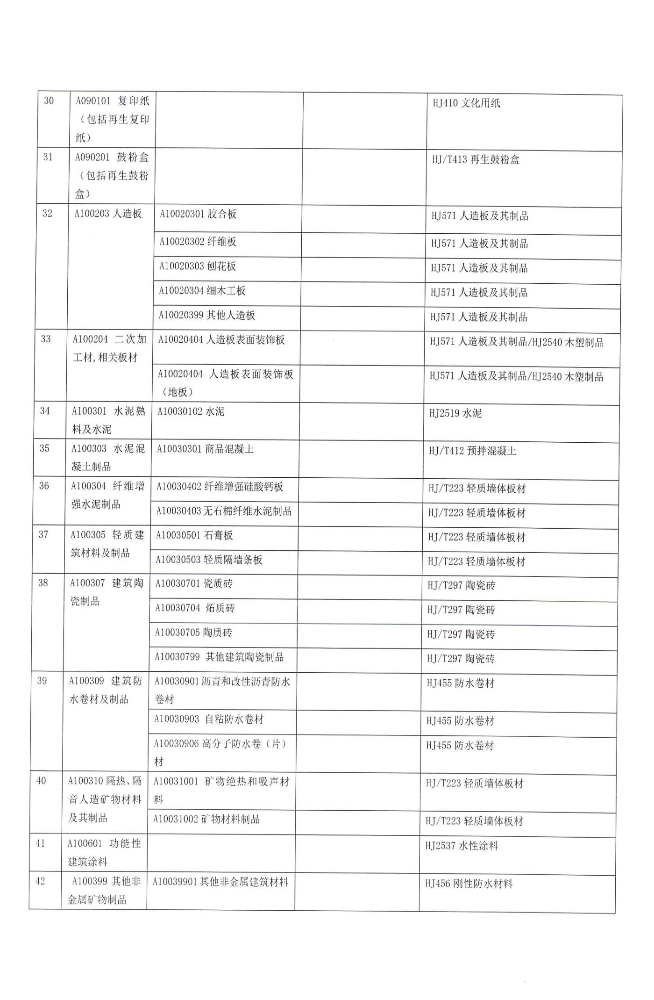 30 A090101 复印纸 HJ410 文化用纸
（包括再生复印
纸）
31 A090201 鼓粉盒 HJ/T413 再生鼓粉盒
（包括再生鼓粉
盒）
32 A100203 人造板 A10020301 胶合板 HJ571 人造板及其制品
A10020302 纤维板 HJ571 人造板及其制品
A10020303 刨花板 HJ571 人造板及其制品
A10020304 细木工板 HJ571 人造板及其制品
A10020399 其他人造板 HJ571 人造板及其制品
33 A100204 二次加 A10020404 人造板表面装饰板 HJ571 人造板及其制品/HJ2540 木塑制品
工材,相关板材
A10020404 人造板表面装饰板 HJ571 人造板及其制品/HJ2540 木塑制品
（地板）
34 A100301 水泥熟 A10030102 水泥 HJ2519 水泥
料及水泥
35 A100303 水泥混 A10030301 商品混凝土 HJ/T412 预拌混凝土
凝土制品
36 A100304 纤维增 A10030402 纤维增强硅酸钙板 HJ/T223 轻质墙体板材
强水泥制品
A10030403 无石棉纤维水泥制品 HJ/T223 轻质墙体板材
37 A100305 轻质建 A10030501 石膏板 HJ/T223 轻质墙体板材
筑材料及制品
A10030503 轻质隔墙条板 HJ/T223 轻质墙体板材
38 A100307 建筑陶 A10030701 瓷质砖 HJ/T297 陶瓷砖
瓷制品
A10030704 炻质砖 HJ/T297 陶瓷砖
A10030705 陶质砖 HJ/T297 陶瓷砖
A10030799 其他建筑陶瓷制品 HJ/T297 陶瓷砖
39 A100309 建筑防 A10030901 沥青和改性沥青防水 HJ455 防水卷材
水卷材及制品 卷材
A10030903 自粘防水卷材 HJ455 防水卷材
A10030906 高分子防水卷（片） HJ455 防水卷材
材
40 A100310 隔热、隔 A10031001 矿物绝热和吸声材 HJ/T223 轻质墙体板材
音人造矿物材料 料
及其制品 A10031002 矿物材料制品 HJ/T223 轻质墙体板材
41 A100601 功能性 HJ2537 水性涂料
建筑涂料
42 A100399 其他非 A10039901 其他非金属建筑材料 HJ456 刚性防水材料
金属矿物制品